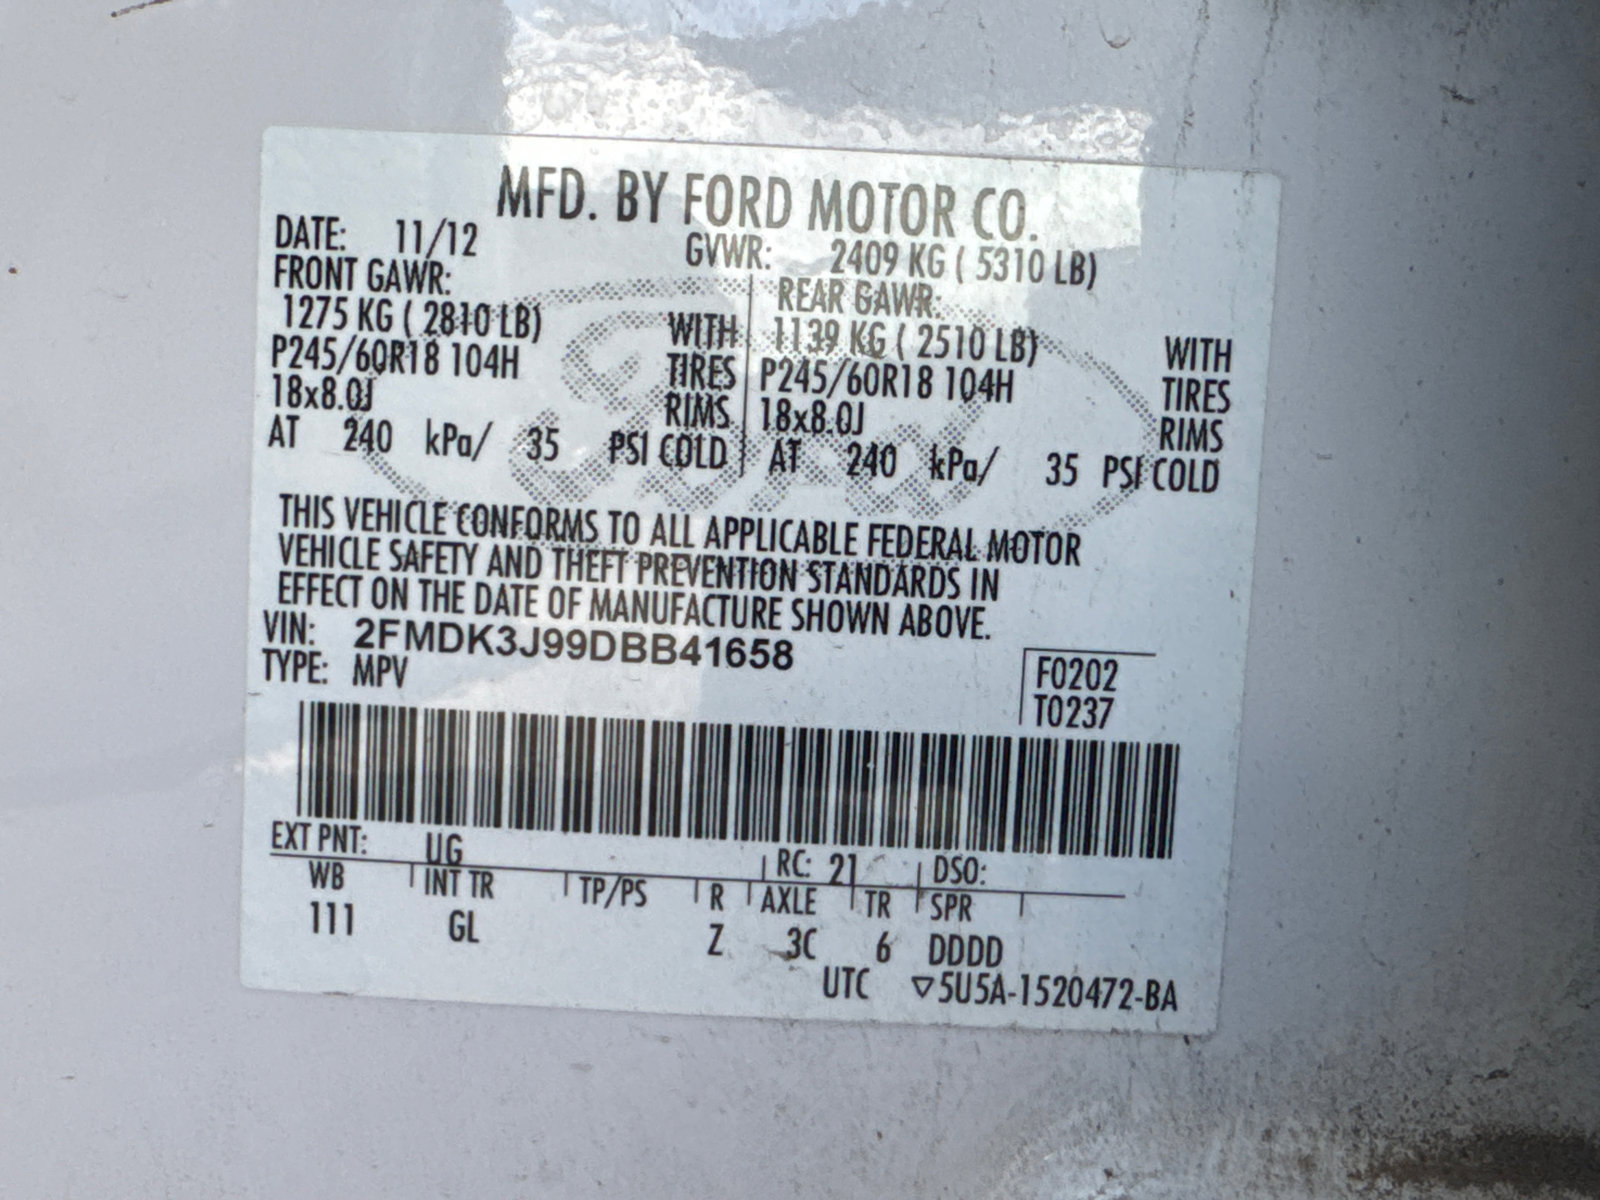 MFD. BY FORD MOTOR CO.
DATE: 11/12 GVWR: 2409 KG ( 5310 LB)
FRONT GAWR: REAR GAWR:
1275 KG ( 2810 LB) WITH 1139 KG ( 2510 LB) WITH
P245/60R18 104H TIRES P245/60R18 104H TIRES
18x8.0J RIMS 18x8.0J RIMS
AT 240 kPa/ 35 PSI COLD AT 240 kPa/ 35 PSI COLD
Ford
THIS VEHICLE CONFORMS TO ALL APPLICABLE FEDERAL MOTOR
VEHICLE SAFETY AND THEFT PREVENTION STANDARDS IN
EFFECT ON THE DATE OF MANUFACTURE SHOWN ABOVE.
VIN: 2FMDK3J99DBB41658
TYPE: MPV
F0202
T0237
EXT PNT: UG RC: 21 DSO:
WB INT TR TP/PS R AXLE TR SPR
111 GL Z 3C 6 DDDD
UTC ▽5U5A-1520472-BA